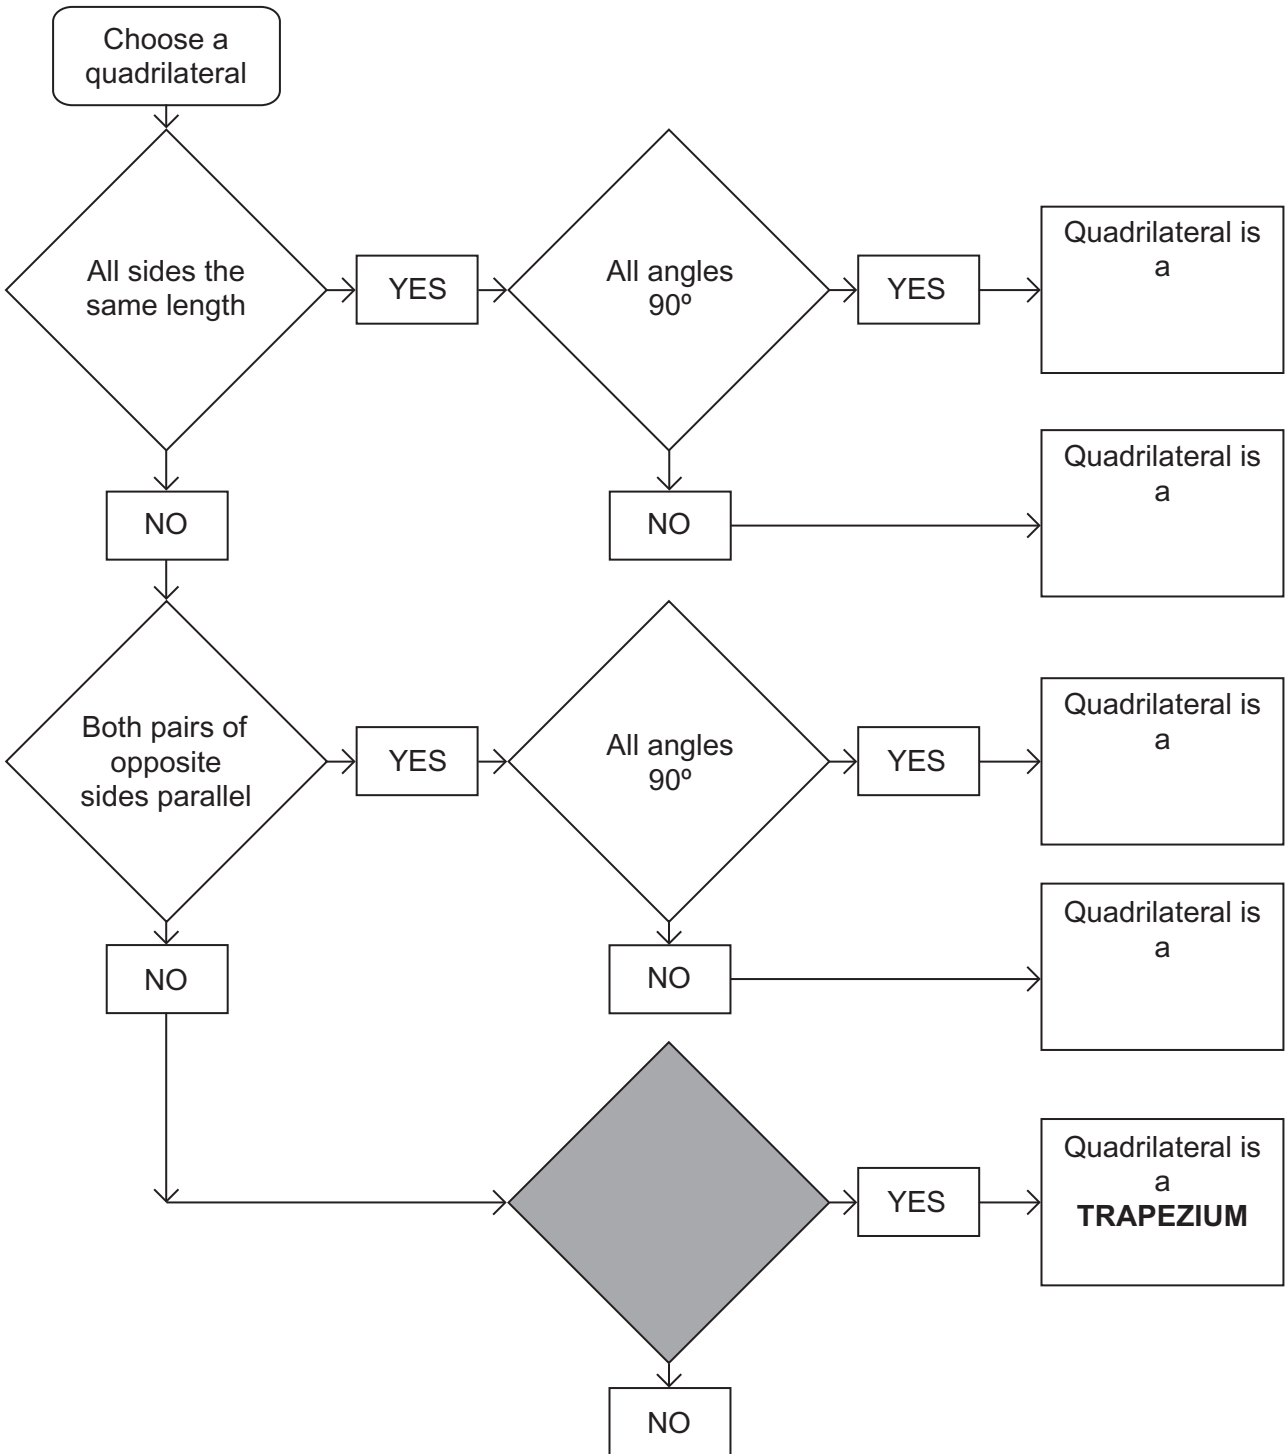 Choose a
quadrilateral
All sides the
same length
YES
All angles
90º
YES
Quadrilateral is
a
NO
NO
Quadrilateral is
a
Both pairs of
opposite
sides parallel
YES
All angles
90º
YES
Quadrilateral is
a
NO
NO
Quadrilateral is
a
YES
Quadrilateral is
a
TRAPEZIUM
NO